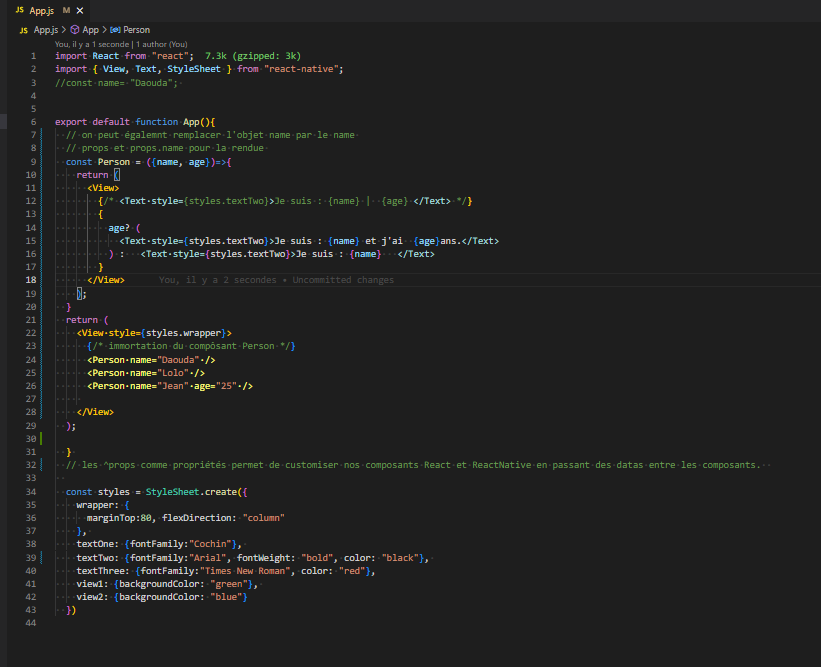 JS App.js M ×
JS App.js > App > Person
You, il y a 1 seconde | 1 author (You)
1 import React from "react"; 7.3k (gzipped: 3k)
2 import { View, Text, StyleSheet } from "react-native";
3 //const name= "Daouda";
4
5
6 export default function App(){
7 // on peut égalemnt remplacer l'objet name par le name
8 // props et props.name pour la rendue
9 const Person = ({name, age})=>{
10 return (
11 <View>
12 {/* <Text style={styles.textTwo}>Je suis : {name} | {age} </Text> */}
13 {
14 age? (
15 <Text style={styles.textTwo}>Je suis : {name} et j'ai {age}ans.</Text>
16 ) : <Text style={styles.textTwo}>Je suis : {name} </Text>
17 }
18 </View> You, il y a 2 secondes • Uncommitted changes
19 );
20 }
21 return (
22 <View style={styles.wrapper}>
23 {/* immortation du compôsant Person */}
24 <Person name="Daouda" />
25 <Person name="Lolo" />
26 <Person name="Jean" age="25" />
27
28 </View>
29 );
30
31 }
32 // les ^props comme propriétés permet de customiser nos composants React et ReactNative en passant des datas entre les composants.
33
34 const styles = StyleSheet.create({
35 wrapper: {
36 marginTop:80, flexDirection: "column"
37 },
38 textOne: {fontFamily:"Cochin"},
39 textTwo: {fontFamily:"Arial", fontWeight: "bold", color: "black"},
40 textThree: {fontFamily:"Times New Roman", color: "red"},
41 view1: {backgroundColor: "green"},
42 view2: {backgroundColor: "blue"}
43 })
44